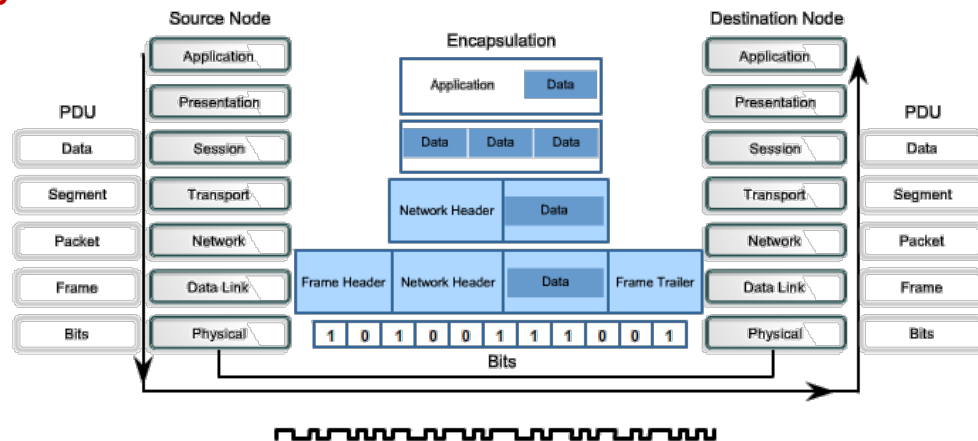 Source Node
Destination Node
Encapsulation
PDU
PDU
Application
Application Data
Application
Presentation
Presentation
Data
Session
Data Data Data
Session
Data
Segment
Transport
Network Header Data
Transport
Segment
Packet
Network
Network
Packet
Frame
Data Link
Frame Header Network Header Data Frame Trailer
Data Link
Frame
Bits
Physical
1 0 1 0 0 1 1 1 0 0 1
Physical
Bits
Bits